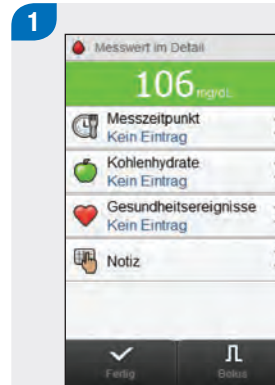 1
Messwert im Detail
106 mg/dL
Messzeitpunkt
Kein Eintrag
Kohlenhydrate
Kein Eintrag
Gesundheitsereignisse
Kein Eintrag
Notiz
Fertig
Bolus